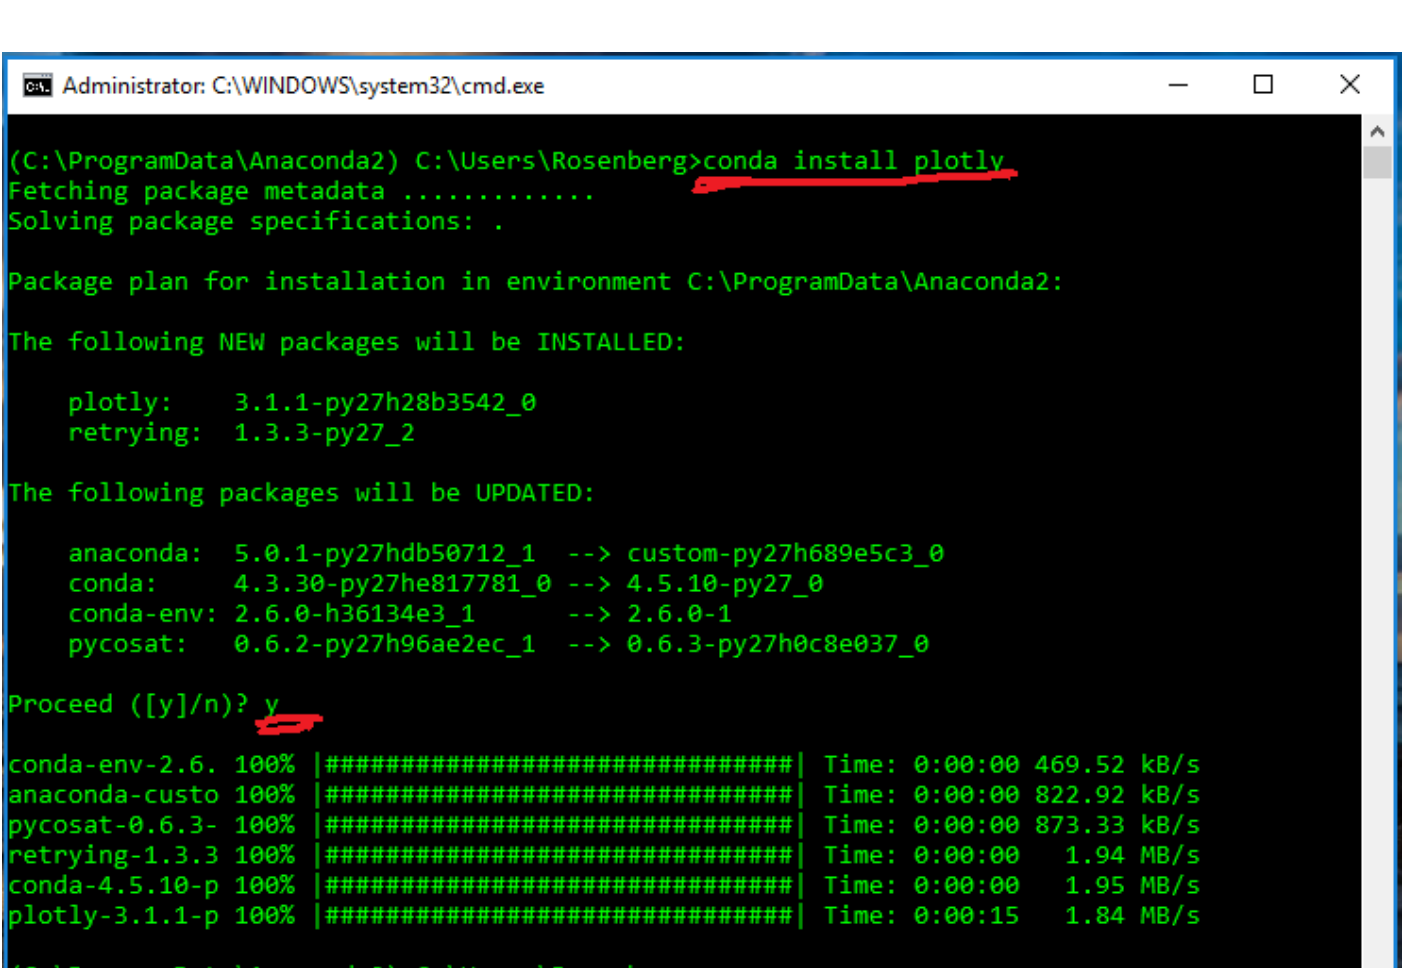 Administrator: C:\WINDOWS\system32\cmd.exe
(C:\ProgramData\Anaconda2) C:\Users\Rosenberg>conda install plotly
Fetching package metadata .............
Solving package specifications: .
Package plan for installation in environment C:\ProgramData\Anaconda2:
The following NEW packages will be INSTALLED:
plotly: 3.1.1-py27h28b3542_0
retrying: 1.3.3-py27_2
The following packages will be UPDATED:
anaconda: 5.0.1-py27hdb50712_1 --> custom-py27h689e5c3_0
conda: 4.3.30-py27he817781_0 --> 4.5.10-py27_0
conda-env: 2.6.0-h36134e3_1 --> 2.6.0-1
pycosat: 0.6.2-py27h96ae2ec_1 --> 0.6.3-py27h0c8e037_0
Proceed ([y]/n)? y
conda-env-2.6. 100% |###############################| Time: 0:00:00 469.52 kB/s
anaconda-custo 100% |###############################| Time: 0:00:00 822.92 kB/s
pycosat-0.6.3- 100% |###############################| Time: 0:00:00 873.33 kB/s
retrying-1.3.3 100% |###############################| Time: 0:00:00 1.94 MB/s
conda-4.5.10-p 100% |###############################| Time: 0:00:00 1.95 MB/s
plotly-3.1.1-p 100% |###############################| Time: 0:00:15 1.84 MB/s